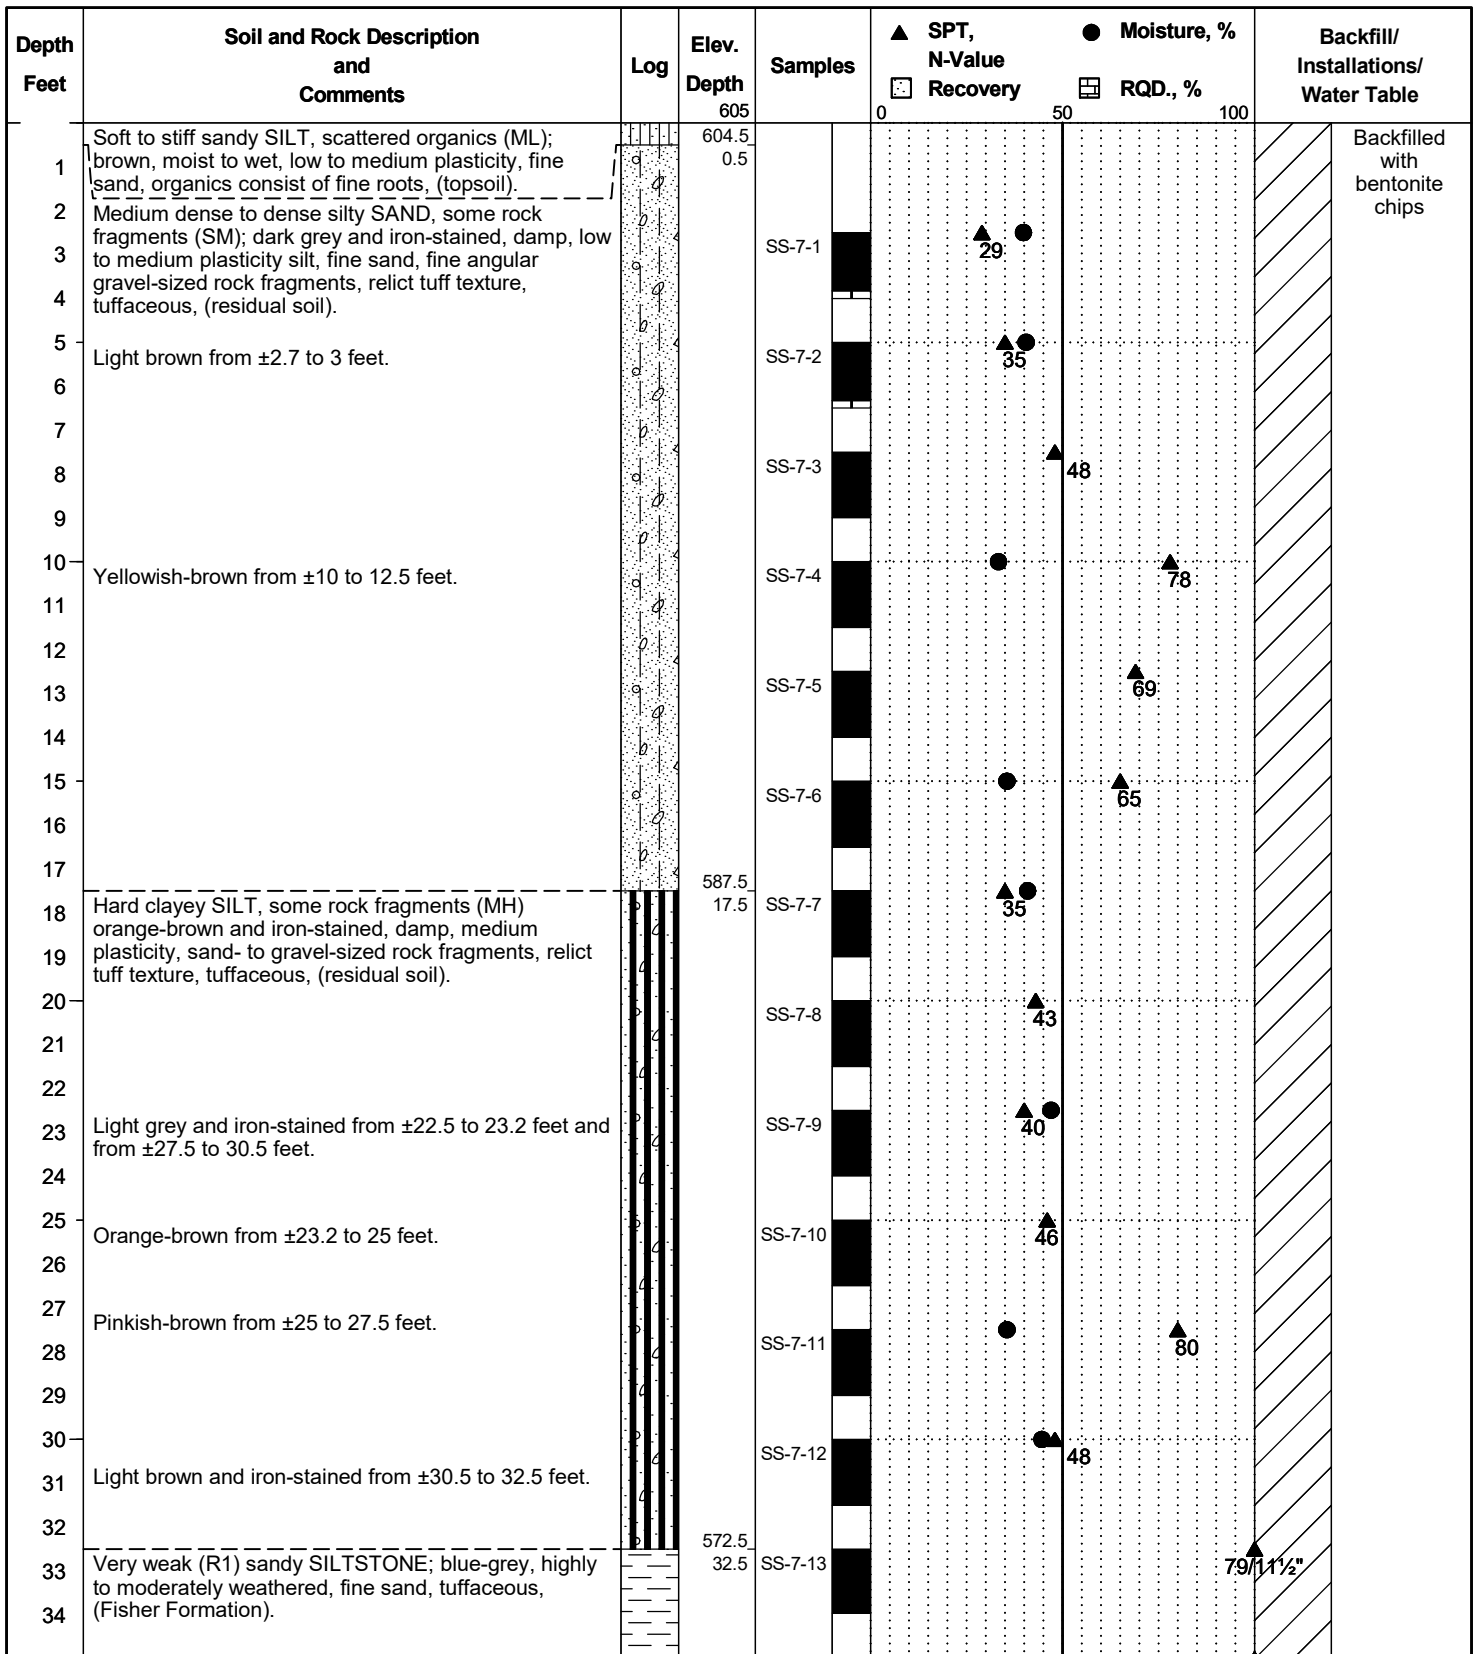 Depth
Feet
Soil and Rock Description
and
Comments
Log
Elev.
Depth
605
Samples
SPT,
N-Value
Moisture, %
Recovery
RQD., %
0
50
100
Backfill/
Installations/
Water Table
Soft to stiff sandy SILT, scattered organics (ML);
brown, moist to wet, low to medium plasticity, fine
sand, organics consist of fine roots, (topsoil).
604.5
0.5
Backfilled
with
bentonite
chips
1
2
3
4
5
6
7
8
9
10
11
12
13
14
15
16
17
18
19
20
21
22
23
24
25
26
27
28
29
30
31
32
33
34
Medium dense to dense silty SAND, some rock
fragments (SM); dark grey and iron-stained, damp, low
to medium plasticity silt, fine sand, fine angular
gravel-sized rock fragments, relict tuff texture,
tuffaceous, (residual soil).
Light brown from ±2.7 to 3 feet.
Yellowish-brown from ±10 to 12.5 feet.
587.5
17.5
Hard clayey SILT, some rock fragments (MH)
orange-brown and iron-stained, damp, medium
plasticity, sand- to gravel-sized rock fragments, relict
tuff texture, tuffaceous, (residual soil).
Light grey and iron-stained from ±22.5 to 23.2 feet and
from ±27.5 to 30.5 feet.
Orange-brown from ±23.2 to 25 feet.
Pinkish-brown from ±25 to 27.5 feet.
Light brown and iron-stained from ±30.5 to 32.5 feet.
572.5
32.5
Very weak (R1) sandy SILTSTONE; blue-grey, highly
to moderately weathered, fine sand, tuffaceous,
(Fisher Formation).
SS-7-1
29
SS-7-2
35
SS-7-3
48
SS-7-4
78
SS-7-5
69
SS-7-6
65
SS-7-7
35
SS-7-8
43
SS-7-9
40
SS-7-10
46
SS-7-11
80
SS-7-12
48
SS-7-13
79/11½"